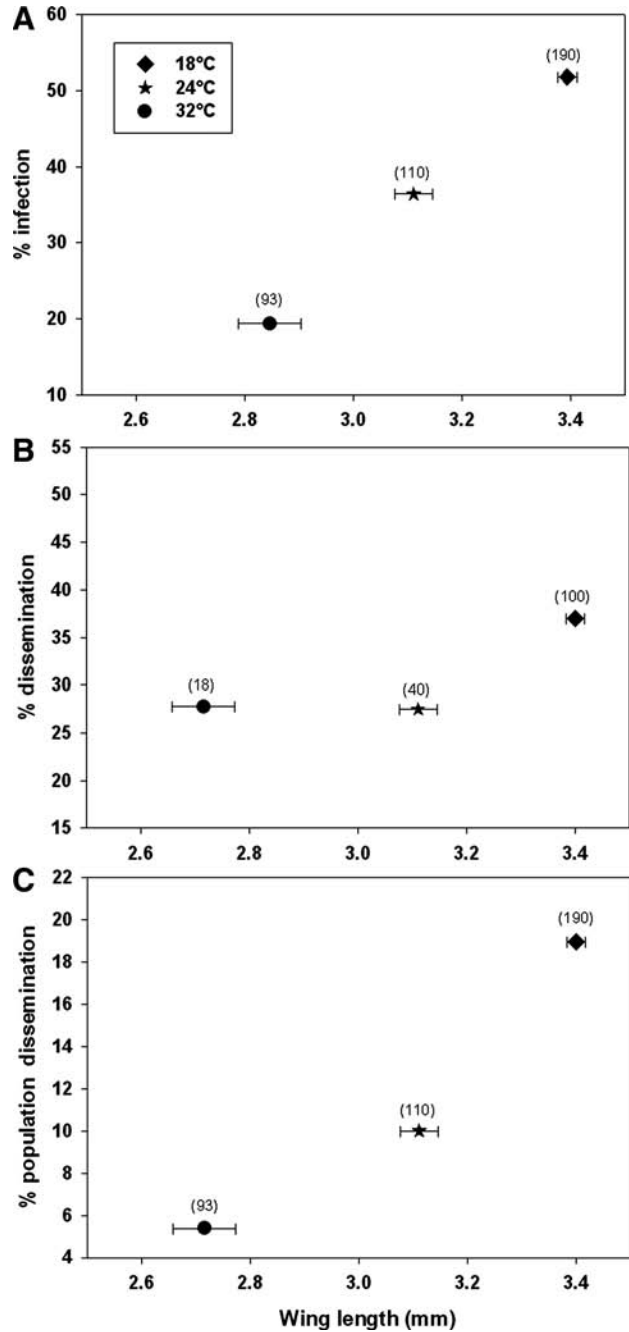 A
60
50
40
30
20
10
% infection
18°C
24°C
32°C
(190)
(110)
(93)
2.6 2.8 3.0 3.2 3.4
B
55
50
45
40
35
30
25
20
15
% dissemination
(100)
(18)
(40)
2.6 2.8 3.0 3.2 3.4
C
22
20
18
16
14
12
10
8
6
4
% population dissemination
(190)
(110)
(93)
2.6 2.8 3.0 3.2 3.4
Wing length (mm)